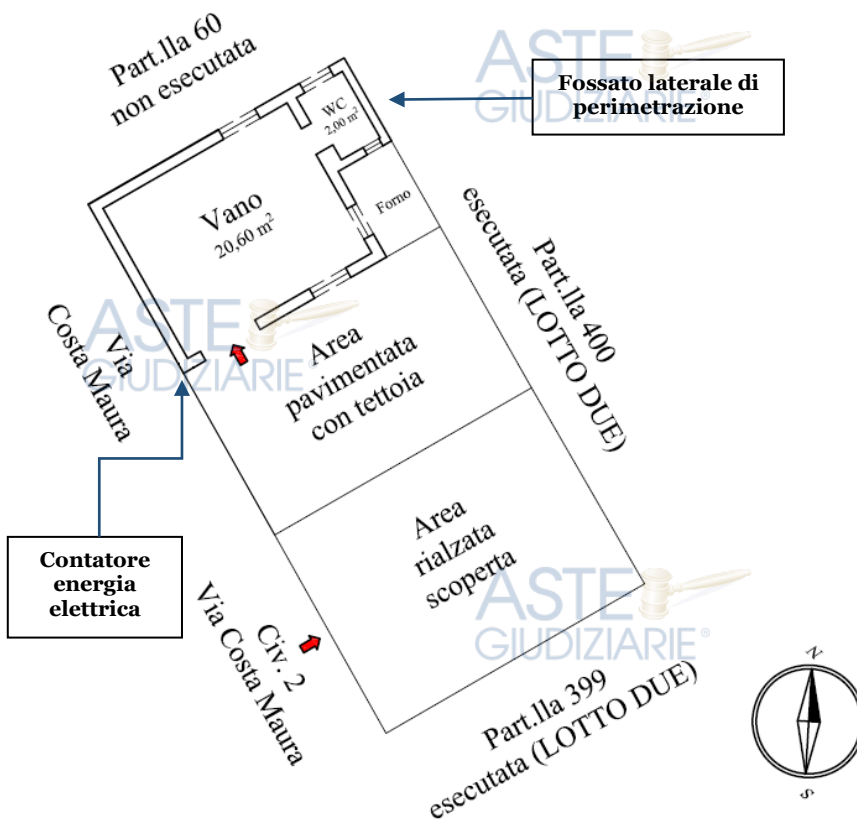 Part.lla 60
non esecutata
ASTE
GIUDIZIARIE
Fossato laterale di
perimetrazione
WC
2,00 m²
Vano
20,60 m²
Forno
Part.lla 400
esecutata (LOTTO DUE)
Via
Costa Maura
ASTE
GIUDIZIARIE®
Area
pavimentata
con tettoia
Contatore
energia
elettrica
Area
rialzata
scoperta
ASTE
GIUDIZIARIE®
Civ. 2
Via Costa Maura
Part.lla 399
esecutata (LOTTO DUE)
N
S